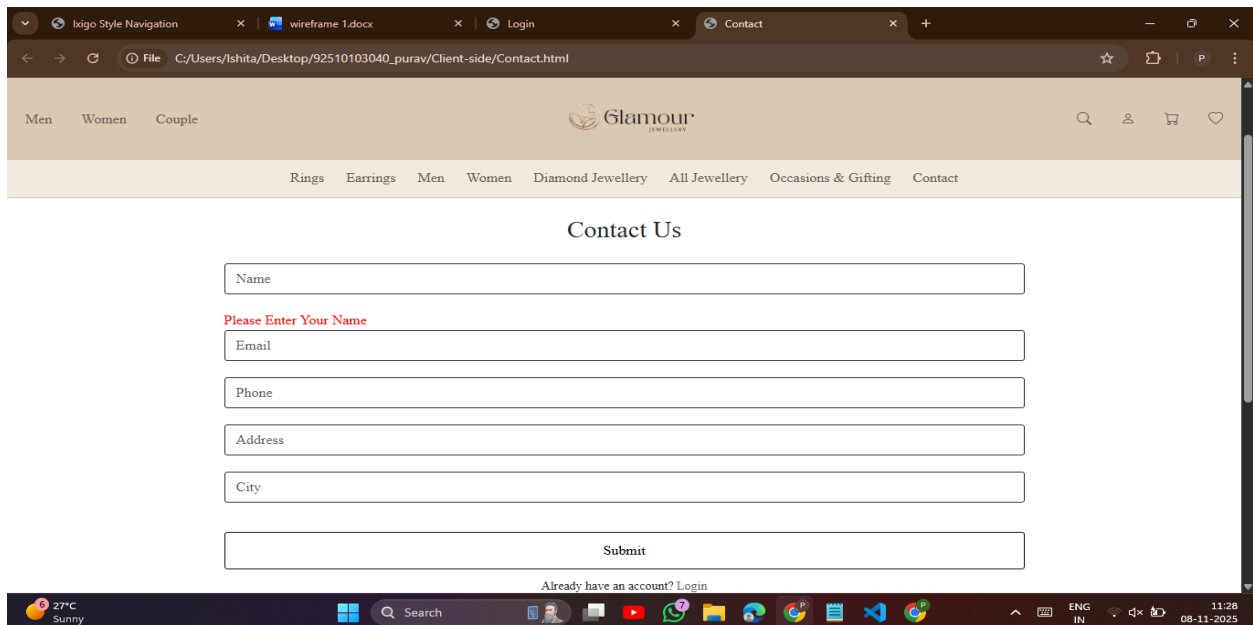 Ixigo Style Navigation
wireframe 1.docx
Login
Contact
File C:/Users/Ishita/Desktop/92510103040_purav/Client-side/Contact.html
P
Men Women Couple
Glamour
JEWELLERY
Rings Earrings Men Women Diamond Jewellery All Jewellery Occasions & Gifting Contact
Contact Us
Name
Please Enter Your Name
Email
Phone
Address
City
Submit
Already have an account? Login
6
27°C
Sunny
Search
7
P
P
ENG
IN
11:28
08-11-2025